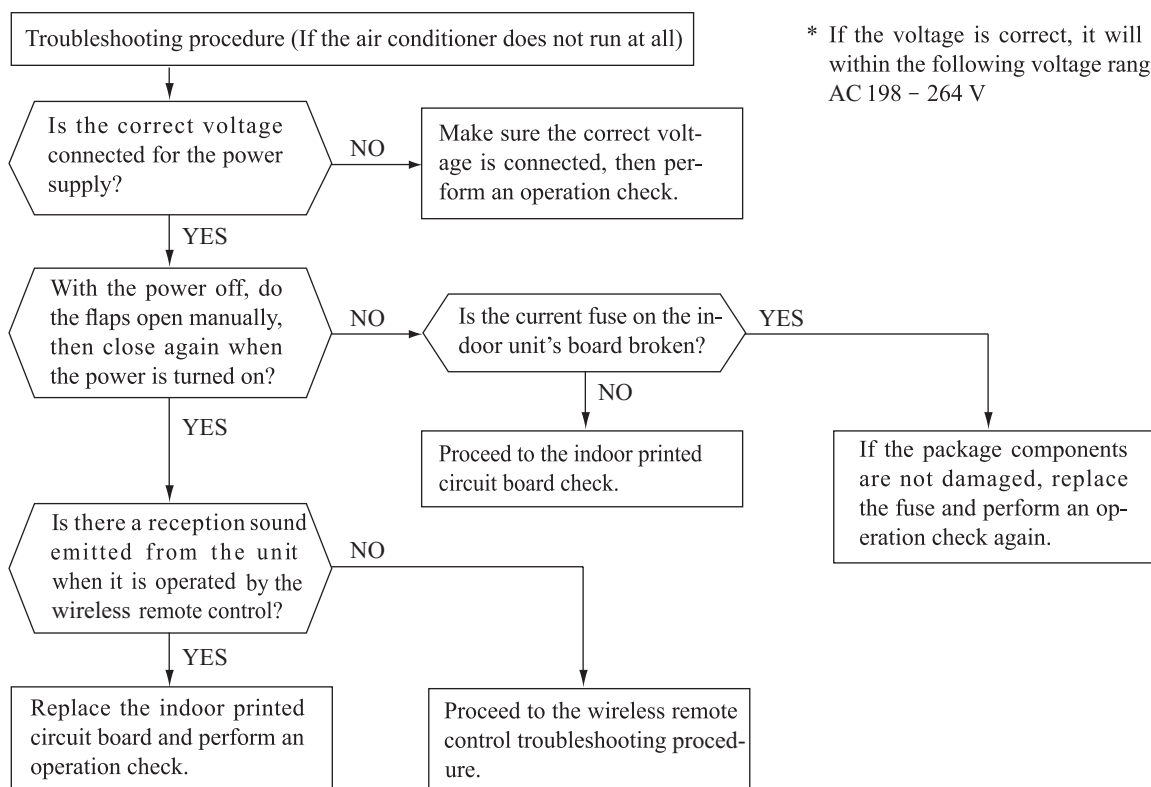 Troubleshooting procedure (If the air conditioner does not run at all)
* If the voltage is correct, it will
within the following voltage rang
AC 198 – 264 V
Is the correct voltage
connected for the power
supply?
NO
Make sure the correct volt-
age is connected, then per-
form an operation check.
YES
With the power off, do
the flaps open manually,
then close again when
the power is turned on?
NO
Is the current fuse on the in-
door unit's board broken?
YES
NO
YES
Proceed to the indoor printed
circuit board check.
If the package components
are not damaged, replace
the fuse and perform an op-
eration check again.
Is there a reception sound
emitted from the unit
when it is operated by the
wireless remote control?
NO
YES
Replace the indoor printed
circuit board and perform an
operation check.
Proceed to the wireless remote
control troubleshooting proced-
ure.